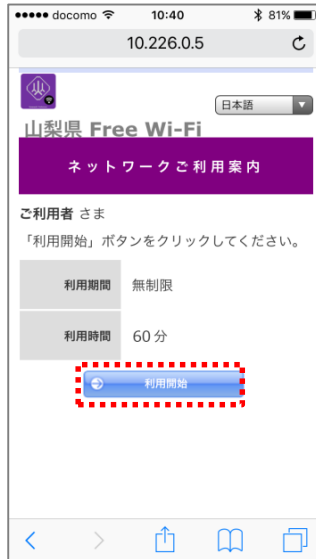 docomo 10:40 81%
10.226.0.5
日本語
山梨県 Free Wi-Fi
ネットワークご利用案内
ご利用者 さま
「利用開始」ボタンをクリックしてください。
利用期間 無制限
利用時間 60 分
利用開始